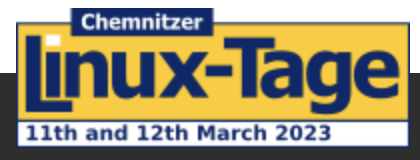 Chemnitzer
Linux-Tage
11th and 12th March 2023